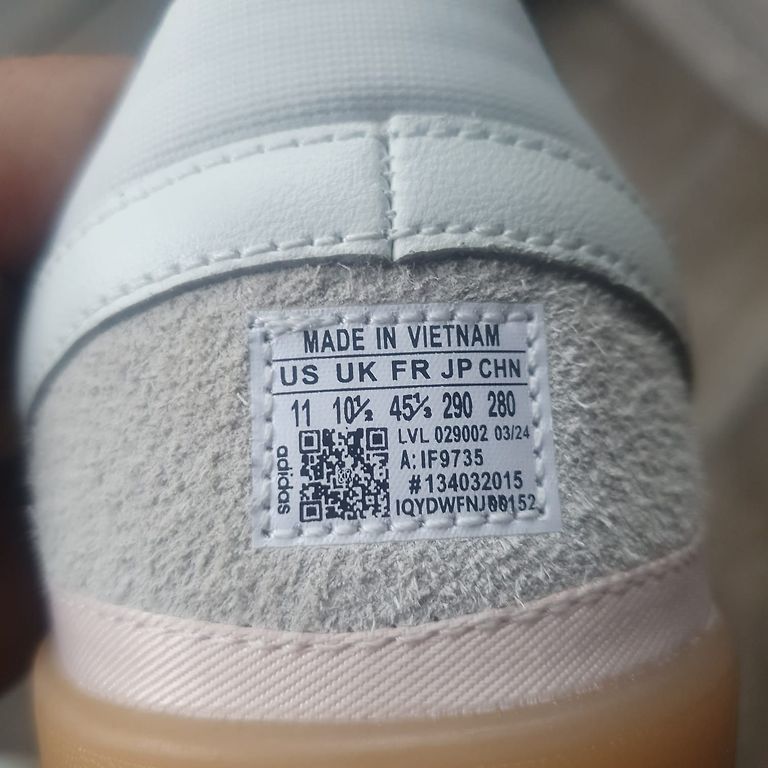 MADE IN VIETNAM
US UK FR JP CHN
11 10½ 45⅓ 290 280
LVL 029002 03/24
A: IF9735
#134032015
adidas